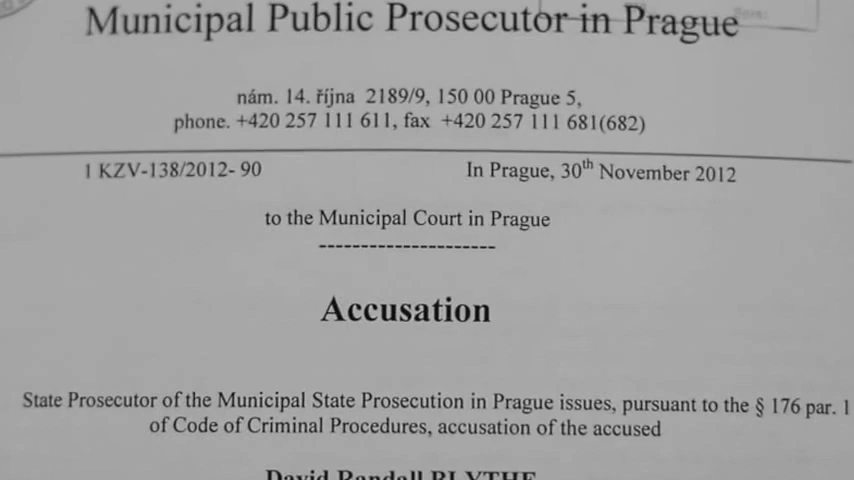 Municipal Public Prosecutor in Prague
nám. 14. října 2189/9, 150 00 Prague 5,
phone. +420 257 111 611, fax +420 257 111 681(682)
1 KZV-138/2012- 90
In Prague, 30th November 2012
to the Municipal Court in Prague
---------------------
Accusation
State Prosecutor of the Municipal State Prosecution in Prague issues, pursuant to the § 176 par. 1
of Code of Criminal Procedures, accusation of the accused
David Randall BLYTHE